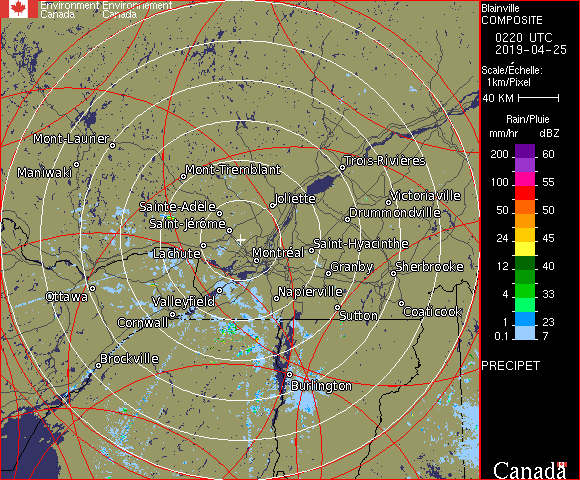 Environment Environnement
Canada Canada
Blainville
COMPOSITE
0220 UTC
2019-04-25
Scale/Échelle:
1km/Pixel
40 KM
Rain/Pluie
mm/hr dBZ
200 60
100 55
50 50
24 45
12 40
4 33
1 23
0.1 7
PRECIPET
Mont-Laurier
Maniwaki
Mont-Tremblant
Trois-Rivières
Joliette
Victoriaville
Sainte-Adèle
Drummondville
Saint-Jérôme
Lachute
Montréal
Saint-Hyacinthe
Granby
Sherbrooke
Ottawa
Valleyfield
Napierville
Cornwall
Sutton
Coaticook
Brockville
Burlington
Canada